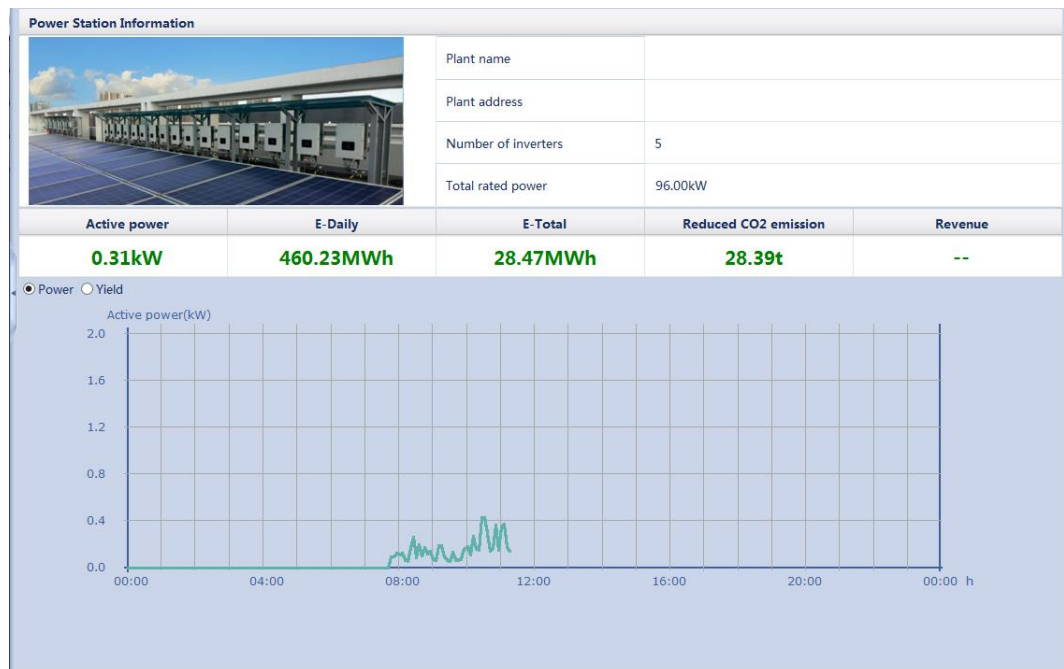 Power Station Information
Plant name
Plant address
Number of inverters 5
Total rated power 96.00kW
Active power E-Daily E-Total Reduced CO2 emission Revenue
0.31kW 460.23MWh 28.47MWh 28.39t --
Power Yield
Active power(kW)
2.0
1.6
1.2
0.8
0.4
0.0
00:00 04:00 08:00 12:00 16:00 20:00 00:00 h